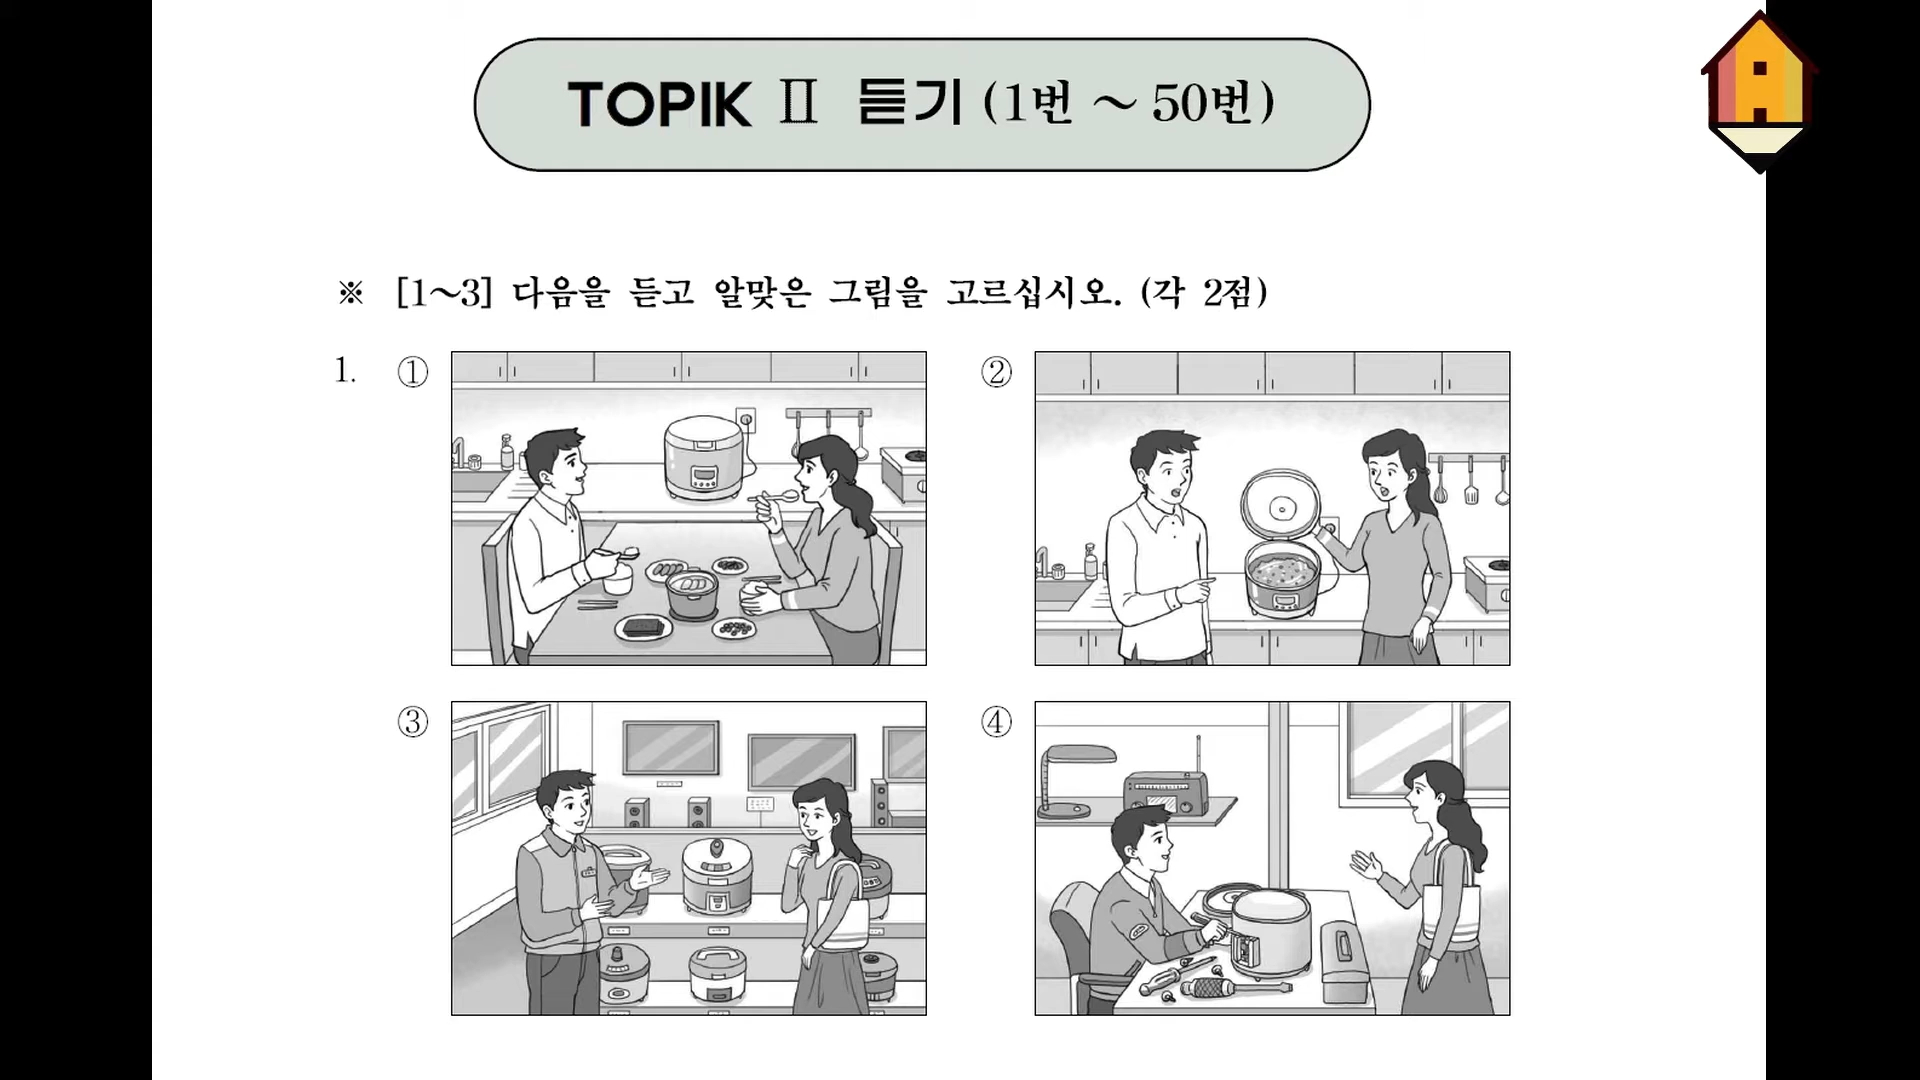 TOPIK Ⅱ 듣기 (1번 ~ 50번)
※ [1~3] 다음을 듣고 알맞은 그림을 고르십시오. (각 2점)
1. ① ②
③ ④